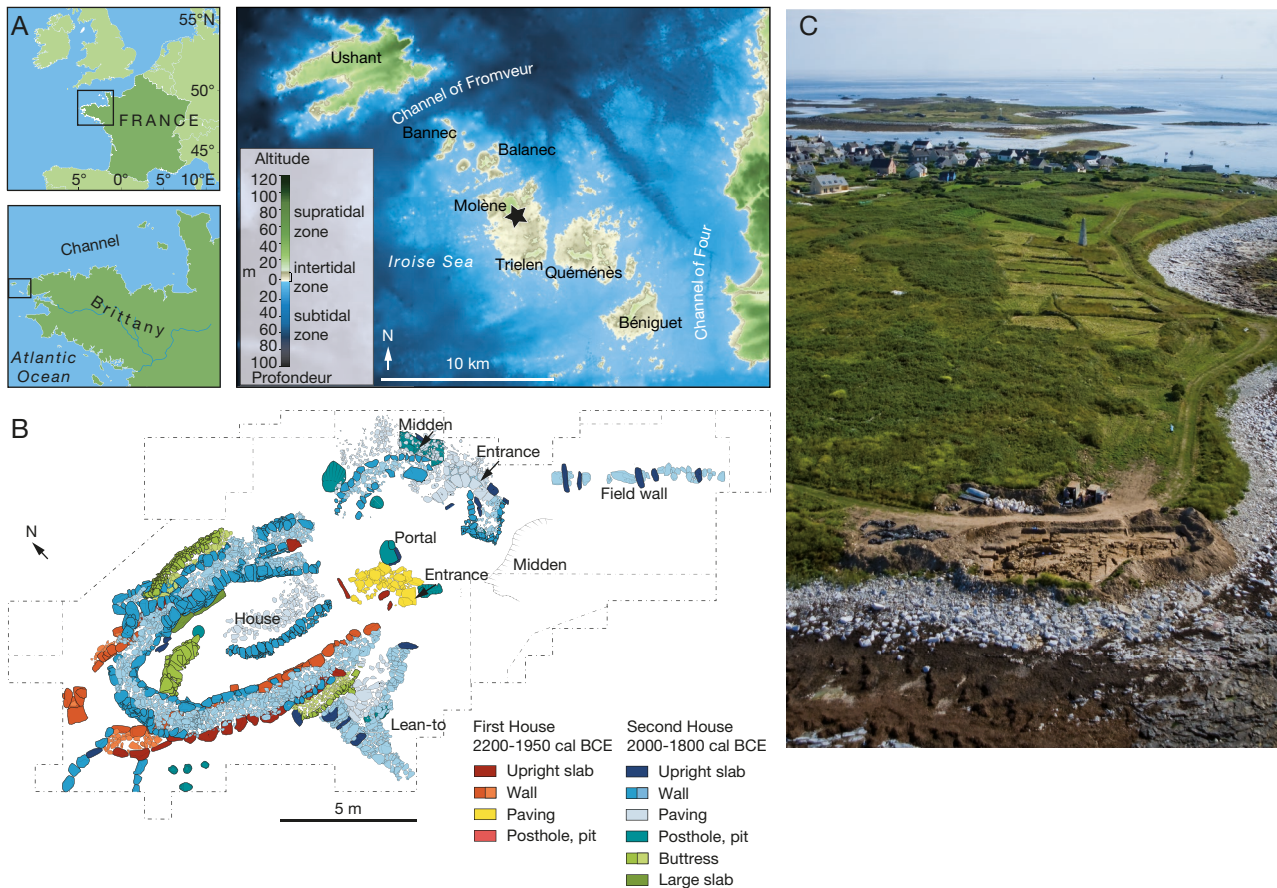 A
55°N
50°
FRANCE
45°
5°
0°
5°
10°E
Channel
Brittany
Atlantic
Ocean
Ushant
Channel of Fromveur
Bannec
Balanec
Molène
Iroise Sea
Trielen
Quéménès
Béniguet
Channel of Four
Altitude
120
100
80
60
40
20
0
20
40
60
80
100
m
supratidal
zone
intertidal
zone
subtidal
zone
Profondeur
N
10 km
B
Midden
Entrance
Field wall
N
Portal
Entrance
Midden
House
Lean-to
5 m
First House
2200-1950 cal BCE
Upright slab
Wall
Paving
Posthole, pit
Second House
2000-1800 cal BCE
Upright slab
Wall
Paving
Posthole, pit
Buttress
Large slab
C